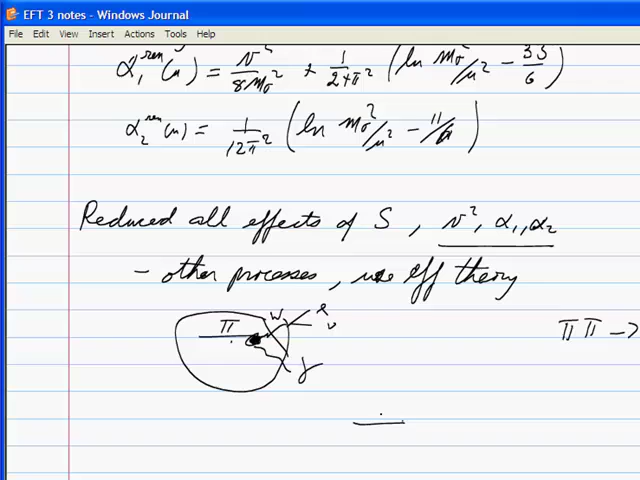 EFT 3 notes - Windows Journal
File Edit View Insert Actions Tools Help
α₁ʳᵉⁿ(μ) = v²/8mσ² + 1/24π² (ln mσ²/μ² - 35/6)
α₂ʳᵉⁿ(μ) = 1/12π² (ln mσ²/μ² - 11/6)
Reduced all effects of S, v², α₁, α₂
- other processes, use eff theory
π W e ν γ
ππ →